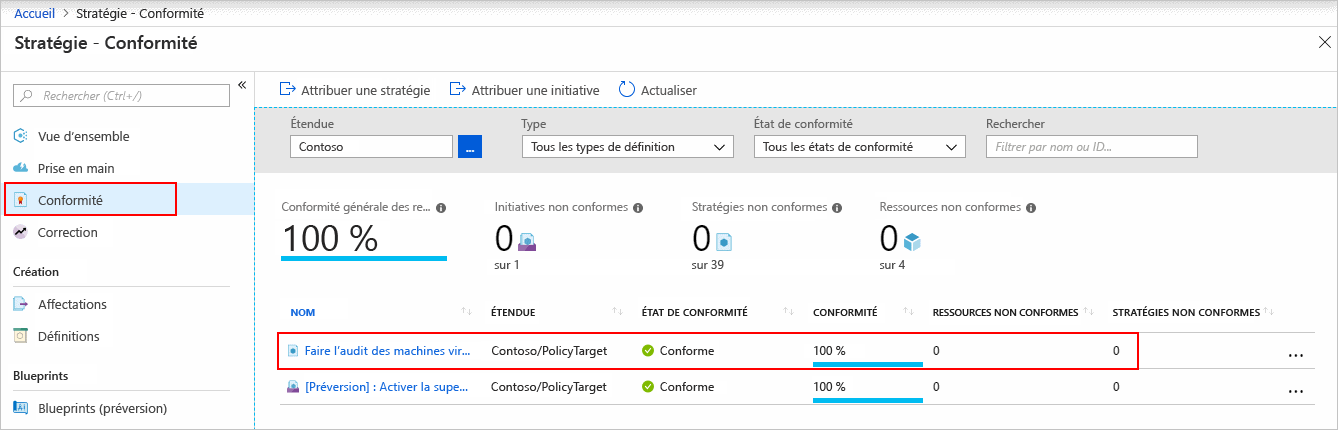 Accueil > Stratégie - Conformité
Stratégie - Conformité
Rechercher (Ctrl+/)
Vue d'ensemble
Prise en main
Conformité
Correction
Création
Affectations
Définitions
Blueprints
Blueprints (préversion)
Attribuer une stratégie Attribuer une initiative Actualiser
Étendue Type État de conformité Rechercher
Contoso ... Tous les types de définition Tous les états de conformité Filtrer par nom ou ID...
Conformité générale des re... Initiatives non conformes Stratégies non conformes Ressources non conformes
100 % 0 0 0
sur 1 sur 39 sur 4
NOM ÉTENDUE ÉTAT DE CONFORMITÉ CONFORMITÉ RESSOURCES NON CONFORMES STRATÉGIES NON CONFORMES
Faire l'audit des machines vir... Contoso/PolicyTarget Conforme 100 % 0 0 ...
[Préversion] : Activer la supe... Contoso/PolicyTarget Conforme 100 % 0 0 ...